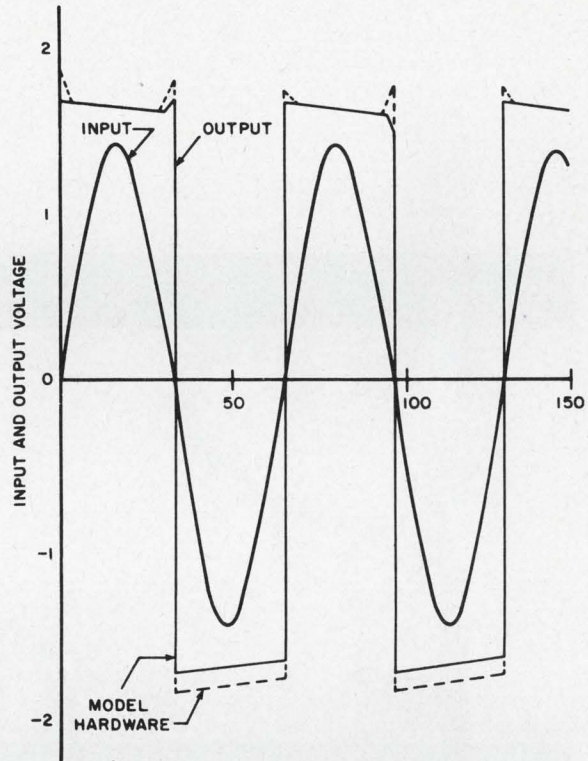 2
INPUT
OUTPUT
1
INPUT AND OUTPUT VOLTAGE
0
50
100
150
-1
MODEL
HARDWARE
-2